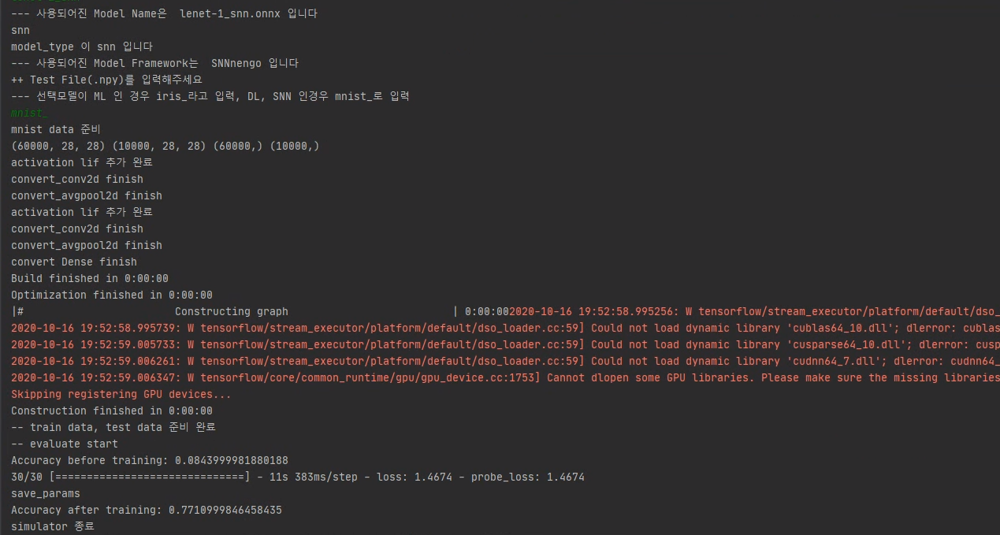 --- 사용되어진 Model Name은  lenet-1_snn.onnx 입니다
snn
model_type 이 snn 입니다
--- 사용되어진 Model Framework는  SNNnengo 입니다
++ Test File(.npy)를 입력해주세요
--- 선택모델이 ML 인 경우 iris_라고 입력, DL, SNN 인경우 mnist_로 입력
mnist_
mnist data 준비
(60000, 28, 28) (10000, 28, 28) (60000,) (10000,)
activation lif 추가 완료
convert_conv2d finish
convert_avgpool2d finish
activation lif 추가 완료
convert_conv2d finish
convert_avgpool2d finish
convert Dense finish
Build finished in 0:00:00
Optimization finished in 0:00:00
|#                        Constructing graph                          | 0:00:002020-10-16 19:52:58.995256: W tensorflow/stream_executor/platform/default/dso_
2020-10-16 19:52:58.995739: W tensorflow/stream_executor/platform/default/dso_loader.cc:59] Could not load dynamic library 'cublas64_10.dll'; dlerror: cublas
2020-10-16 19:52:59.005733: W tensorflow/stream_executor/platform/default/dso_loader.cc:59] Could not load dynamic library 'cusparse64_10.dll'; dlerror: cusp
2020-10-16 19:52:59.006261: W tensorflow/stream_executor/platform/default/dso_loader.cc:59] Could not load dynamic library 'cudnn64_7.dll'; dlerror: cudnn64_
2020-10-16 19:52:59.006347: W tensorflow/core/common_runtime/gpu/gpu_device.cc:1753] Cannot dlopen some GPU libraries. Please make sure the missing libraries
Skipping registering GPU devices...
Construction finished in 0:00:00
-- train data, test data 준비 완료
-- evaluate start
Accuracy before training: 0.0843999981880188
30/30 [==============================] - 11s 383ms/step - loss: 1.4674 - probe_loss: 1.4674
save_params
Accuracy after training: 0.7710999846458435
simulator 종료